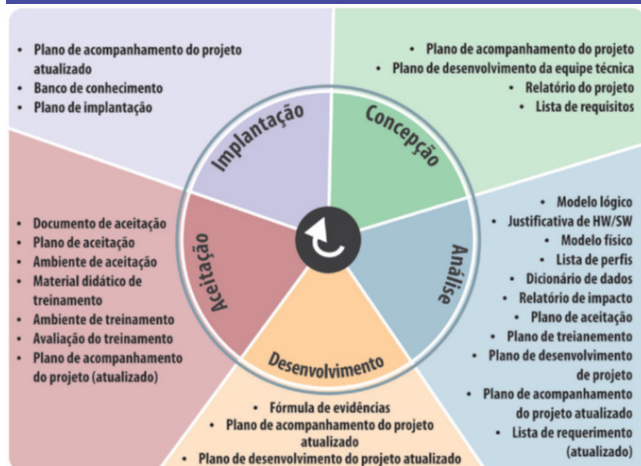 • Plano de acompanhamento do projeto
atualizado
• Banco de conhecimento
• Plano de implantação
Implantação
• Plano de acompanhamento do projeto
• Plano de desenvolvimento da equipe técnica
• Relatório do projeto
• Lista de requisitos
Concepção
• Modelo lógico
• Justificativa de HW/SW
• Modelo físico
• Lista de perfis
• Dicionário de dados
• Relatório de impacto
• Plano de aceitação
• Plano de treianemento
• Plano de desenvolvimento
de projeto
• Plano de acompanhamento
do projeto atualizado
• Lista de requerimento
(atualizado)
Análise
Desenvolvimento
• Fórmula de evidências
• Plano de acompanhamento do projeto
atualizado
• Plano de desenvolvimento do projeto atualizado
Aceitação
• Documento de aceitação
• Plano de aceitação
• Ambiente de aceitação
• Material didático de
treinamento
• Ambiente de treinamento
• Avaliação do treinamento
• Plano de acompanhamento
do projeto (atualizado)